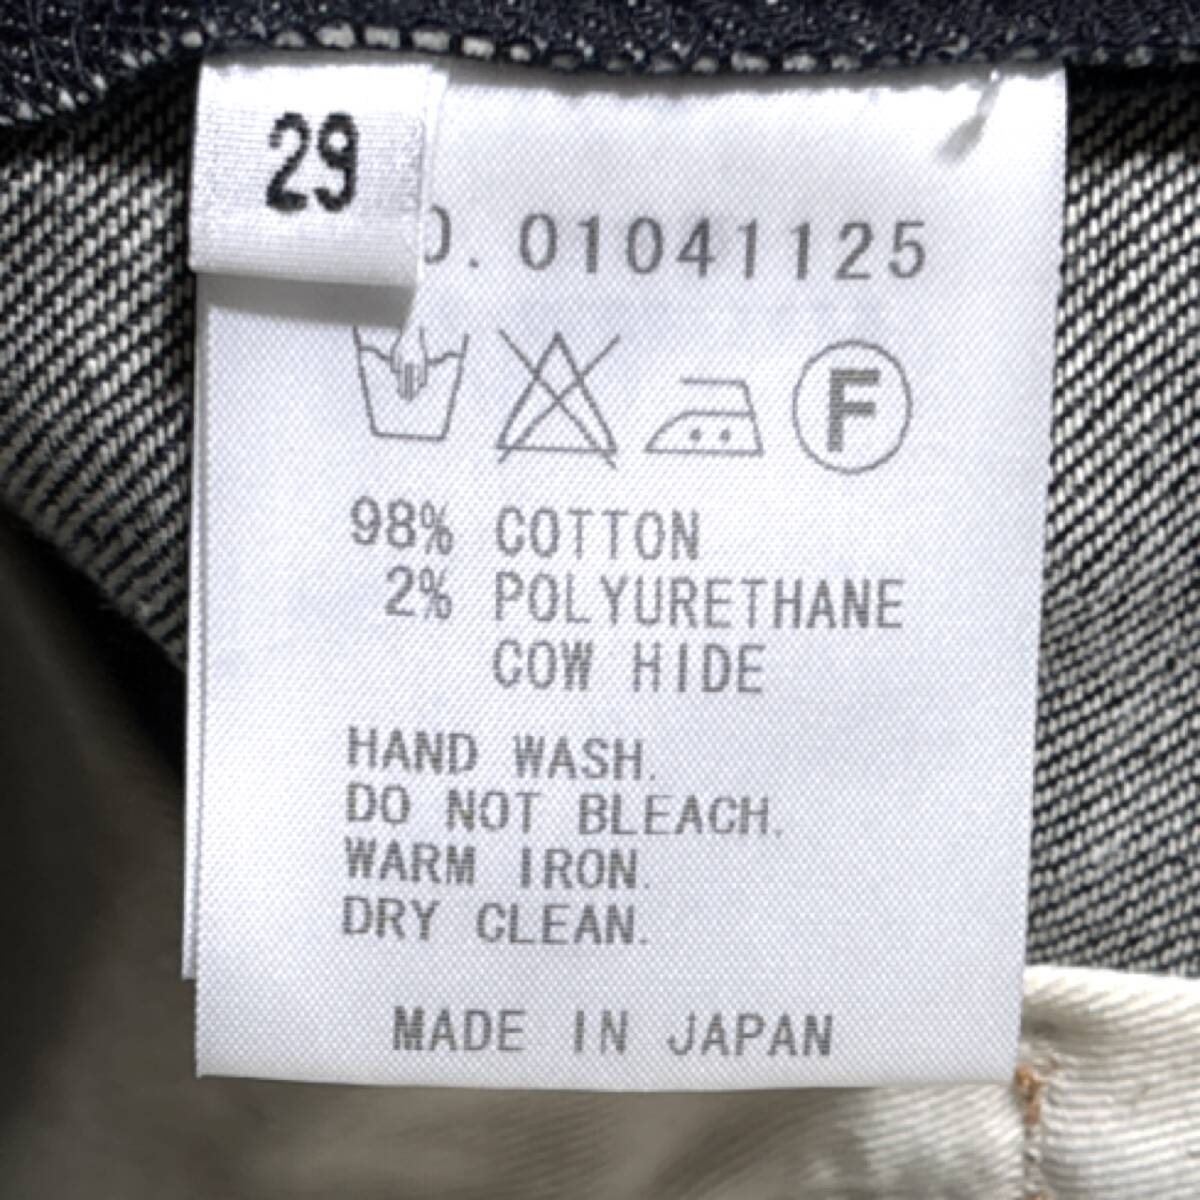 29
O. 01041125
F
98% COTTON
2% POLYURETHANE
COW HIDE
HAND WASH.
DO NOT BLEACH.
WARM IRON.
DRY CLEAN.
MADE IN JAPAN